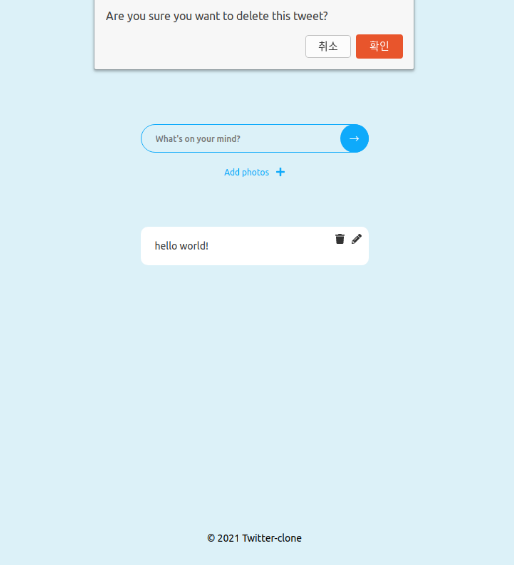 Are you sure you want to delete this tweet?
취소 확인
What's on your mind?
Add photos
hello world!
© 2021 Twitter-clone